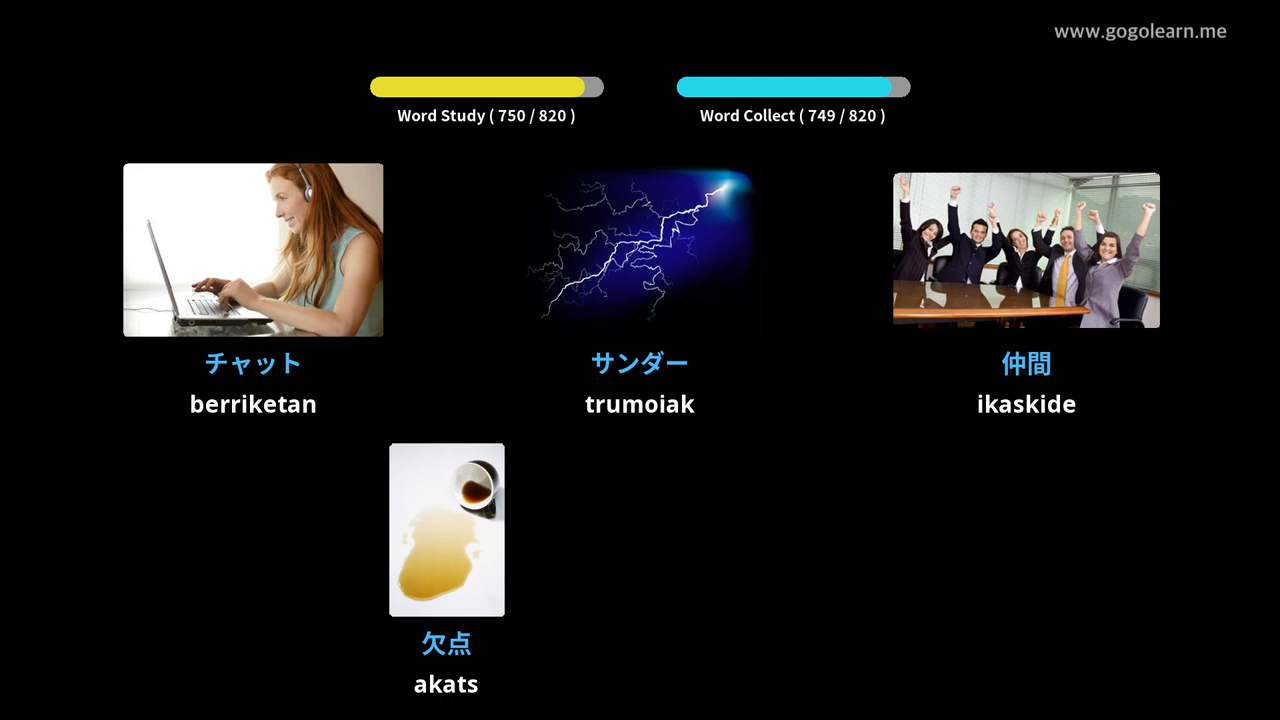 www.gogolearn.me
Word Study ( 750 / 820 )
Word Collect ( 749 / 820 )
チャット
berriketan
サンダー
trumoiak
仲間
ikaskide
欠点
akats